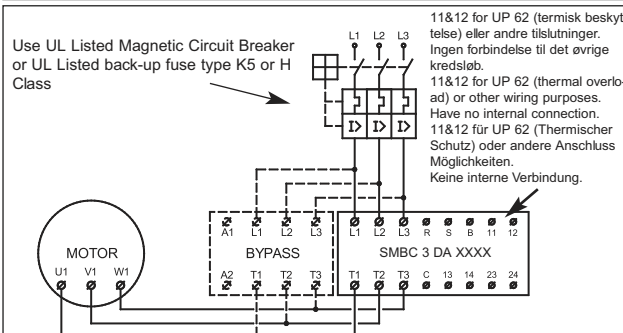 Use UL Listed Magnetic Circuit Breaker
or UL Listed back-up fuse type K5 or H
Class
L1 L2 L3
I> I> I>
11&12 for UP 62 (termisk beskyt-
telse) eller andre tilslutninger.
Ingen forbindelse til det øvrige
kredsløb.
11&12 for UP 62 (thermal overlo-
ad) or other wiring purposes.
Have no internal connection.
11&12 für UP 62 (Thermischer
Schutz) oder andere Anschluss
Möglichkeiten.
Keine interne Verbindung.
A1 L1 L2 L3
BYPASS
A2 T1 T2 T3
L1 L2 L3 R S B 11 12
SMBC 3 DA XXXX
T1 T2 T3 C 13 14 23 24
MOTOR
U1 V1 W1